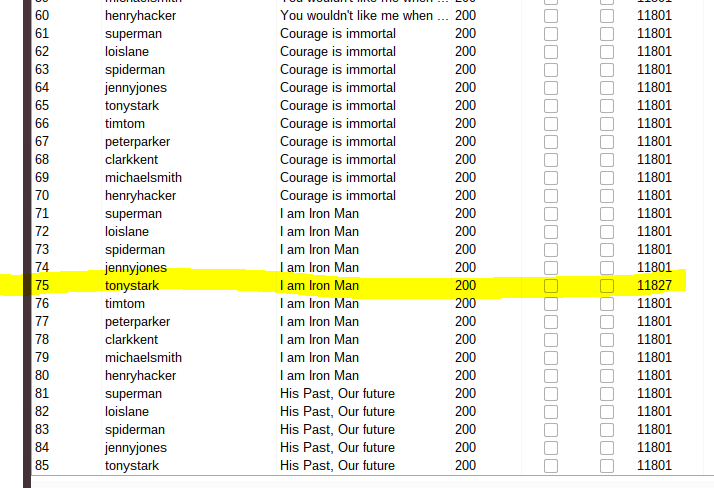 60 henryhacker You wouldn't like me when ... 200 11801
61 superman Courage is immortal 200 11801
62 loislane Courage is immortal 200 11801
63 spiderman Courage is immortal 200 11801
64 jennyjones Courage is immortal 200 11801
65 tonystark Courage is immortal 200 11801
66 timtom Courage is immortal 200 11801
67 peterparker Courage is immortal 200 11801
68 clarkkent Courage is immortal 200 11801
69 michaelsmith Courage is immortal 200 11801
70 henryhacker Courage is immortal 200 11801
71 superman I am Iron Man 200 11801
72 loislane I am Iron Man 200 11801
73 spiderman I am Iron Man 200 11801
74 jennyjones I am Iron Man 200 11801
75 tonystark I am Iron Man 200 11827
76 timtom I am Iron Man 200 11801
77 peterparker I am Iron Man 200 11801
78 clarkkent I am Iron Man 200 11801
79 michaelsmith I am Iron Man 200 11801
80 henryhacker I am Iron Man 200 11801
81 superman His Past, Our future 200 11801
82 loislane His Past, Our future 200 11801
83 spiderman His Past, Our future 200 11801
84 jennyjones His Past, Our future 200 11801
85 tonystark His Past, Our future 200 11801